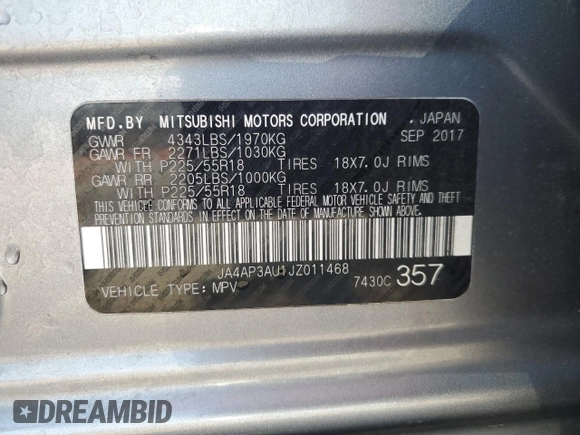 MFD.BY MITSUBISHI MOTORS CORPORATION . JAPAN
GVWR 4343LBS/1970KG SEP 2017
GAWR FR 2271LBS/1030KG
WITH P225/55R18 TIRES 18X7.0J RIMS
GAWR RR 2205LBS/1000KG
WITH P225/55R18 TIRES 18X7.0J RIMS
THIS VEHICLE CONFORMS TO ALL APPLICABLE FEDERAL MOTOR VEHICLE SAFETY AND THEFT
PREVENTION STANDARDS IN EFFECT ON THE DATE OF MANUFACTURE SHOWN ABOVE.
JA4AP3AU1JZ011468
VEHICLE TYPE: MPV 7430C 357
DREAMBID